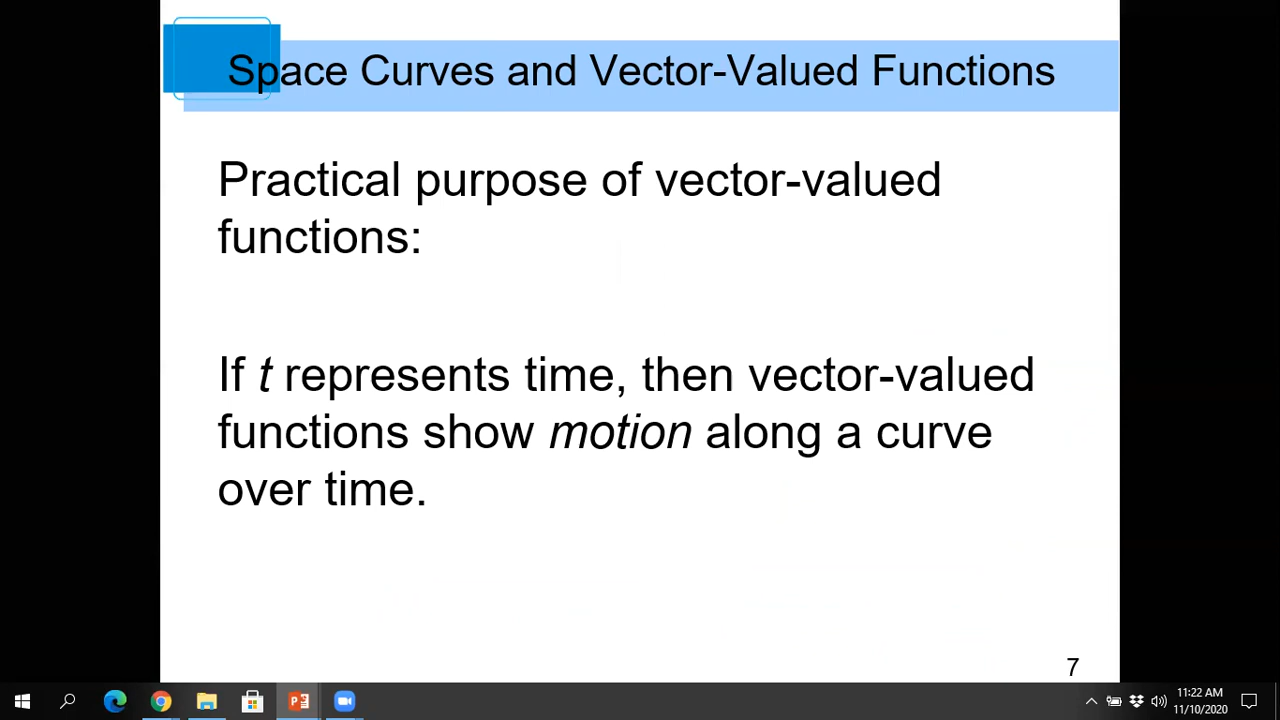 Space Curves and Vector-Valued Functions
Practical purpose of vector-valued
functions:
If t represents time, then vector-valued
functions show motion along a curve
over time.
7
11:22 AM
11/10/2020